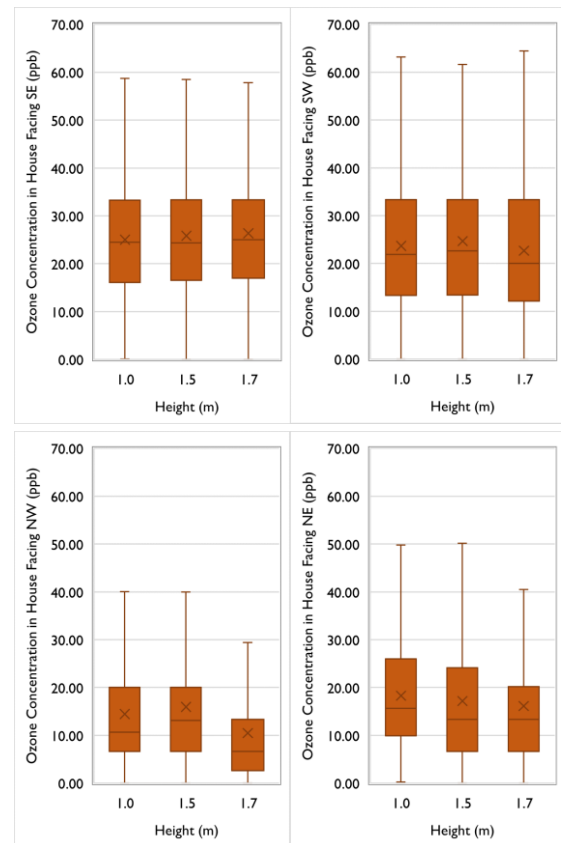 Ozone Concentration in House Facing SE (ppb)
70.00
60.00
50.00
40.00
30.00
20.00
10.00
0.00
1.0 1.5 1.7
Height (m)
Ozone Concentration in House Facing SW (ppb)
70.00
60.00
50.00
40.00
30.00
20.00
10.00
0.00
1.0 1.5 1.7
Height (m)
Ozone Concentration in House Facing NW (ppb)
70.00
60.00
50.00
40.00
30.00
20.00
10.00
0.00
1.0 1.5 1.7
Height (m)
Ozone Concentration in House Facing NE (ppb)
70.00
60.00
50.00
40.00
30.00
20.00
10.00
0.00
1.0 1.5 1.7
Height (m)